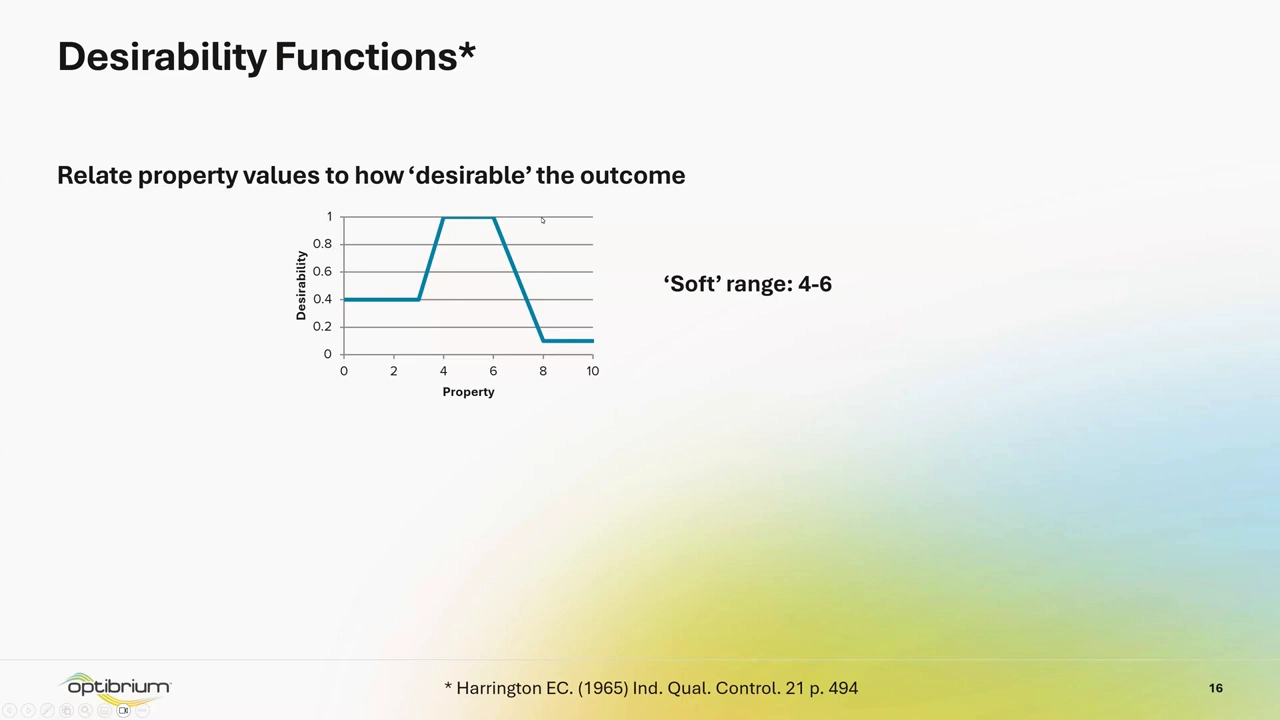 Desirability Functions*
Relate property values to how ‘desirable’ the outcome
1
0.8
0.6
0.4
0.2
0
Desirability
0 2 4 6 8 10
Property
‘Soft’ range: 4-6
optibrium
* Harrington EC. (1965) Ind. Qual. Control. 21 p. 494
16